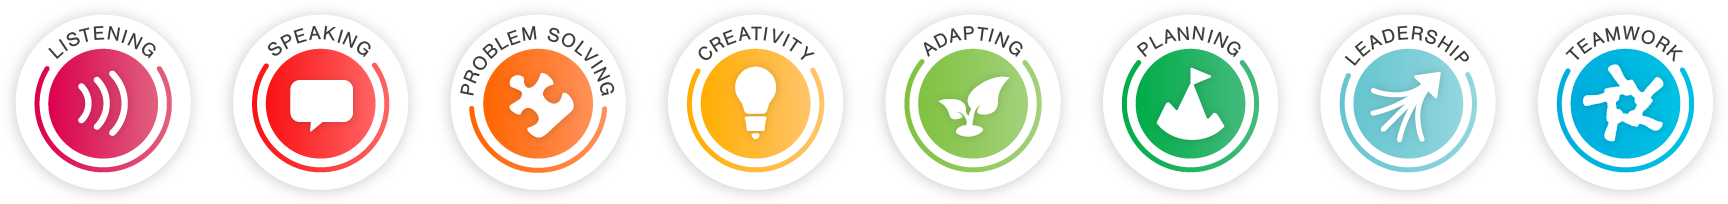 LISTENING
SPEAKING
PROBLEM SOLVING
CREATIVITY
ADAPTING
PLANNING
LEADERSHIP
TEAMWORK